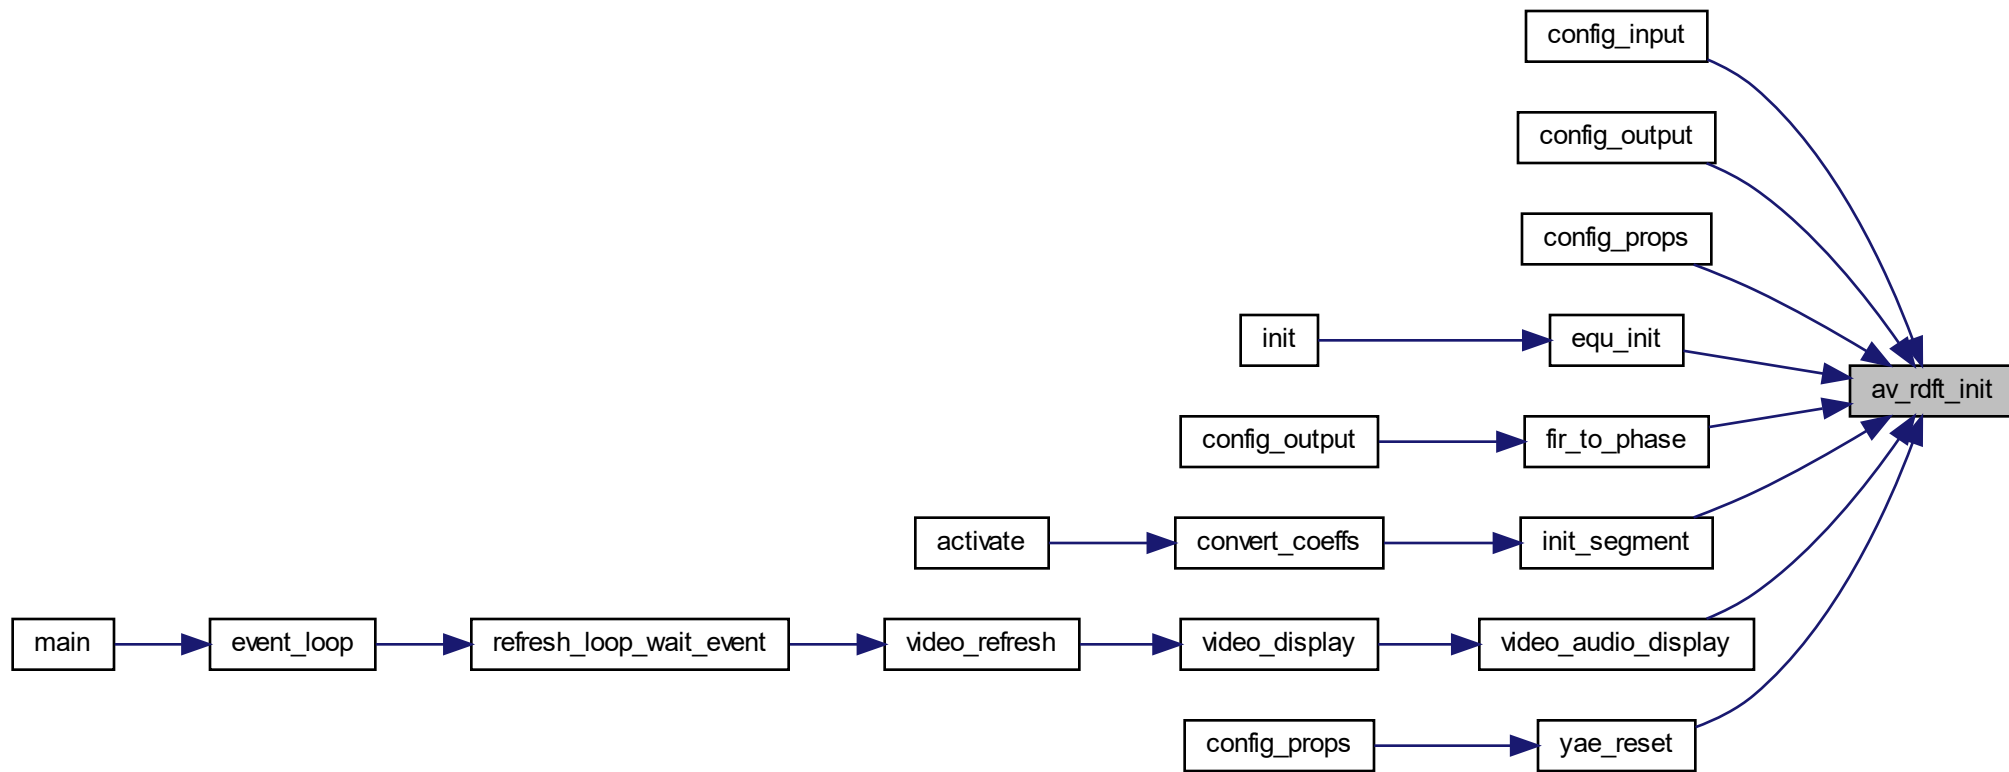 config_input
config_output
config_props
init
equ_init
av_rdft_init
config_output
fir_to_phase
activate
convert_coeffs
init_segment
main
event_loop
refresh_loop_wait_event
video_refresh
video_display
video_audio_display
config_props
yae_reset